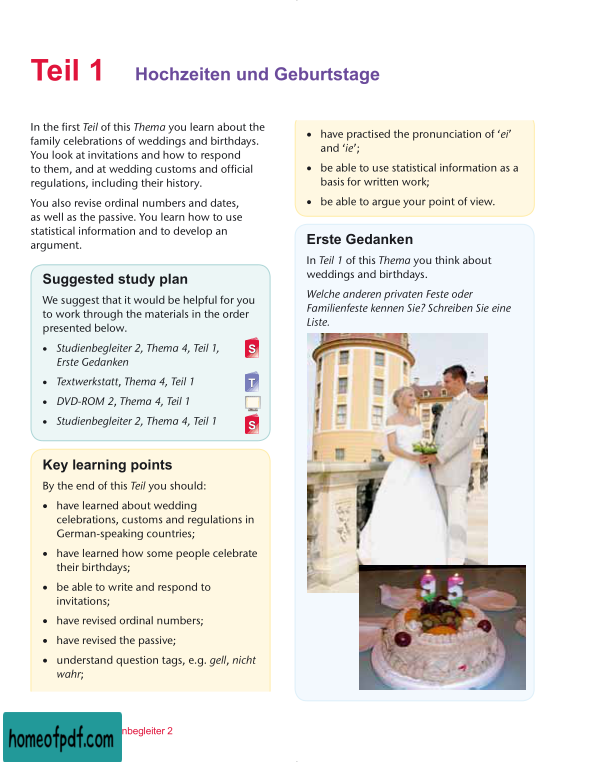 Teil 1 Hochzeiten und Geburtstage
In the first Teil of this Thema you learn about the
family celebrations of weddings and birthdays.
You look at invitations and how to respond
to them, and at wedding customs and official
regulations, including their history.
You also revise ordinal numbers and dates,
as well as the passive. You learn how to use
statistical information and to develop an
argument.
Suggested study plan
We suggest that it would be helpful for you
to work through the materials in the order
presented below.
• Studienbegleiter 2, Thema 4, Teil 1,
Erste Gedanken
S
• Textwerkstatt, Thema 4, Teil 1
T
• DVD-ROM 2, Thema 4, Teil 1
• Studienbegleiter 2, Thema 4, Teil 1
S
Key learning points
By the end of this Teil you should:
• have learned about wedding
celebrations, customs and regulations in
German-speaking countries;
• have learned how some people celebrate
their birthdays;
• be able to write and respond to
invitations;
• have revised ordinal numbers;
• have revised the passive;
• understand question tags, e.g. gell, nicht
wahr;
• have practised the pronunciation of ‘ei’
and ‘ie’;
• be able to use statistical information as a
basis for written work;
• be able to argue your point of view.
Erste Gedanken
In Teil 1 of this Thema you think about
weddings and birthdays.
Welche anderen privaten Feste oder
Familienfeste kennen Sie? Schreiben Sie eine
Liste.
homeofpdf.com
nbegleiter 2